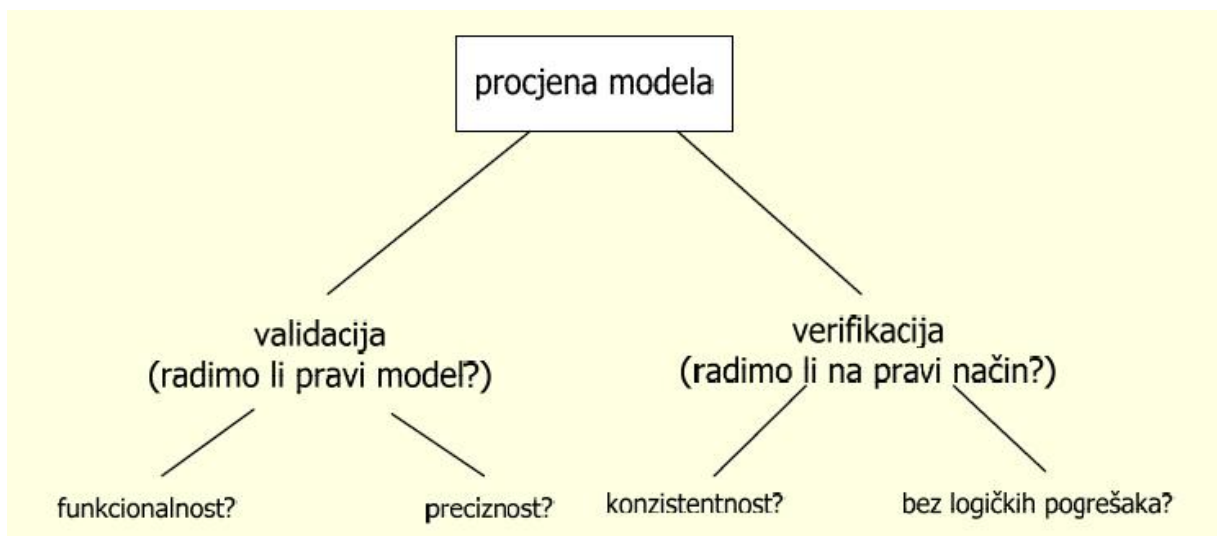 procjena modela
validacija
(radimo li pravi model?)
verifikacija
(radimo li na pravi način?)
funkcionalnost?
preciznost?
konzistentnost?
bez logičkih pogrešaka?